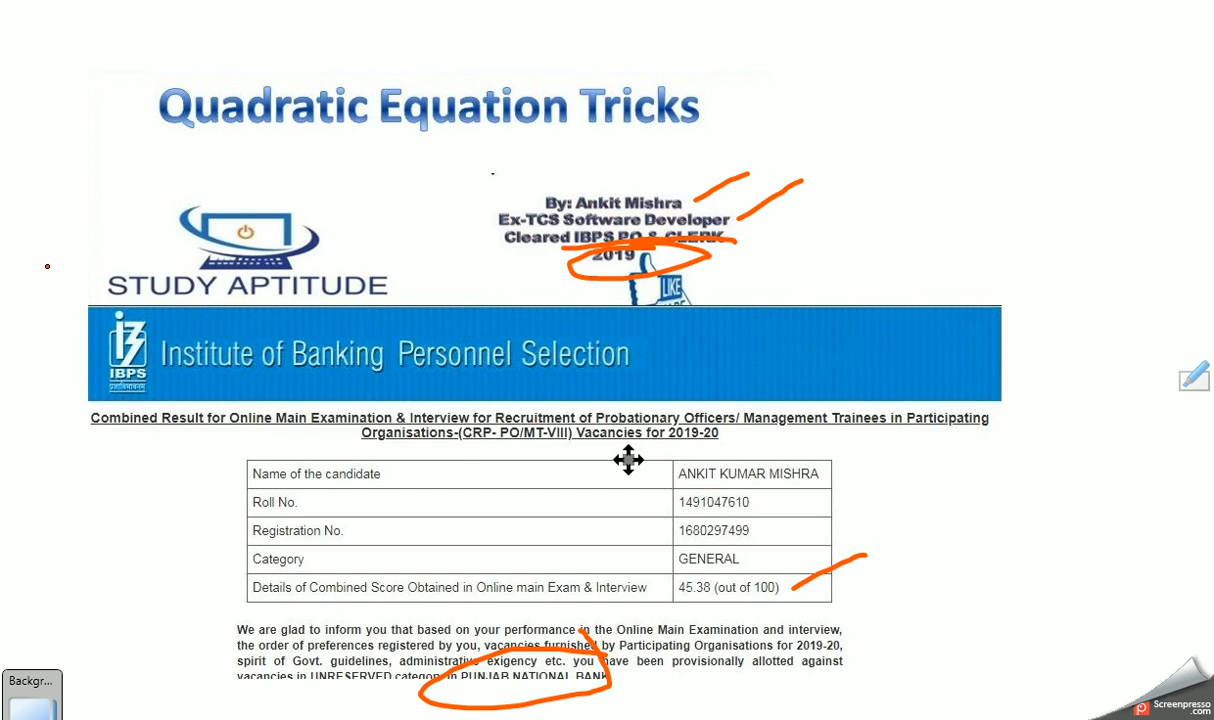 Quadratic Equation Tricks
By: Ankit Mishra
Ex-TCS Software Developer
Cleared IBPS PO & CLERK
2019
STUDY APTITUDE
LIKE
IBPS
Institute of Banking Personnel Selection
Combined Result for Online Main Examination & Interview for Recruitment of Probationary Officers/ Management Trainees in Participating
Organisations-(CRP- PO/MT-VIII) Vacancies for 2019-20
Name of the candidate ANKIT KUMAR MISHRA
Roll No. 1491047610
Registration No. 1680297499
Category GENERAL
Details of Combined Score Obtained in Online main Exam & Interview 45.38 (out of 100)
We are glad to inform you that based on your performance in the Online Main Examination and interview,
the order of preferences registered by you, vacancies furnished by Participating Organisations for 2019-20,
spirit of Govt. guidelines, administrative exigency etc. you have been provisionally allotted against
vacancies in UNRESERVED category in PUNJAB NATIONAL BANK
Backgr...
Screenpresso
.com